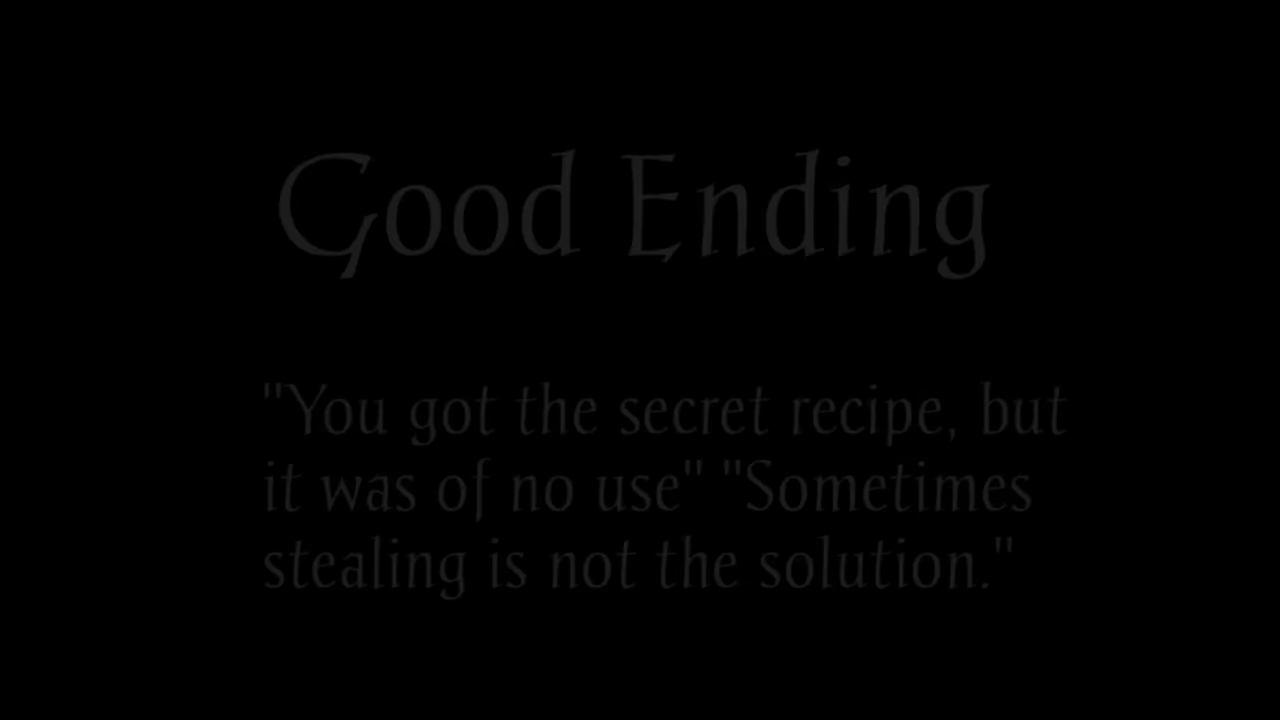 Good Ending
"You got the secret recipe, but
it was of no use" "Sometimes
stealing is not the solution."